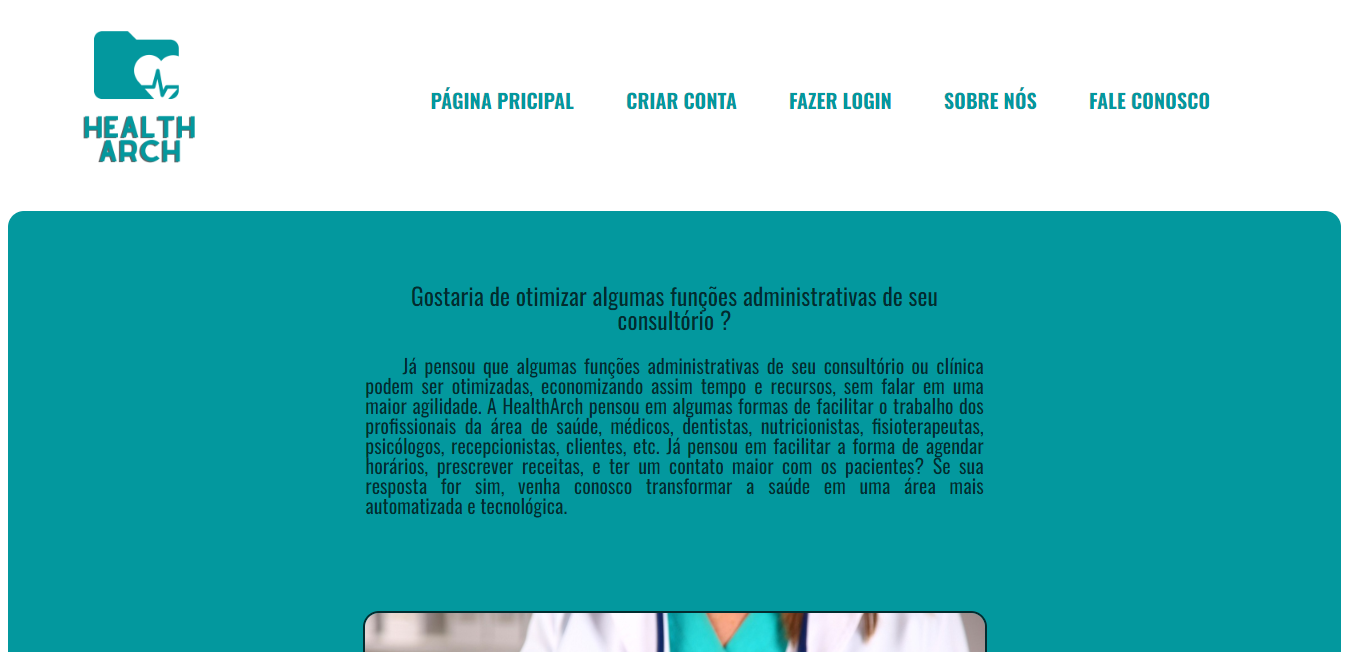 HEALTH
ARCH
PÁGINA PRICIPAL CRIAR CONTA FAZER LOGIN SOBRE NÓS FALE CONOSCO
Gostaria de otimizar algumas funções administrativas de seu
consultório ?
Já pensou que algumas funções administrativas de seu consultório ou clínica
podem ser otimizadas, economizando assim tempo e recursos, sem falar em uma
maior agilidade. A HealthArch pensou em algumas formas de facilitar o trabalho dos
profissionais da área de saúde, médicos, dentistas, nutricionistas, fisioterapeutas,
psicólogos, recepcionistas, clientes, etc. Já pensou em facilitar a forma de agendar
horários, prescrever receitas, e ter um contato maior com os pacientes? Se sua
resposta for sim, venha conosco transformar a saúde em uma área mais
automatizada e tecnológica.